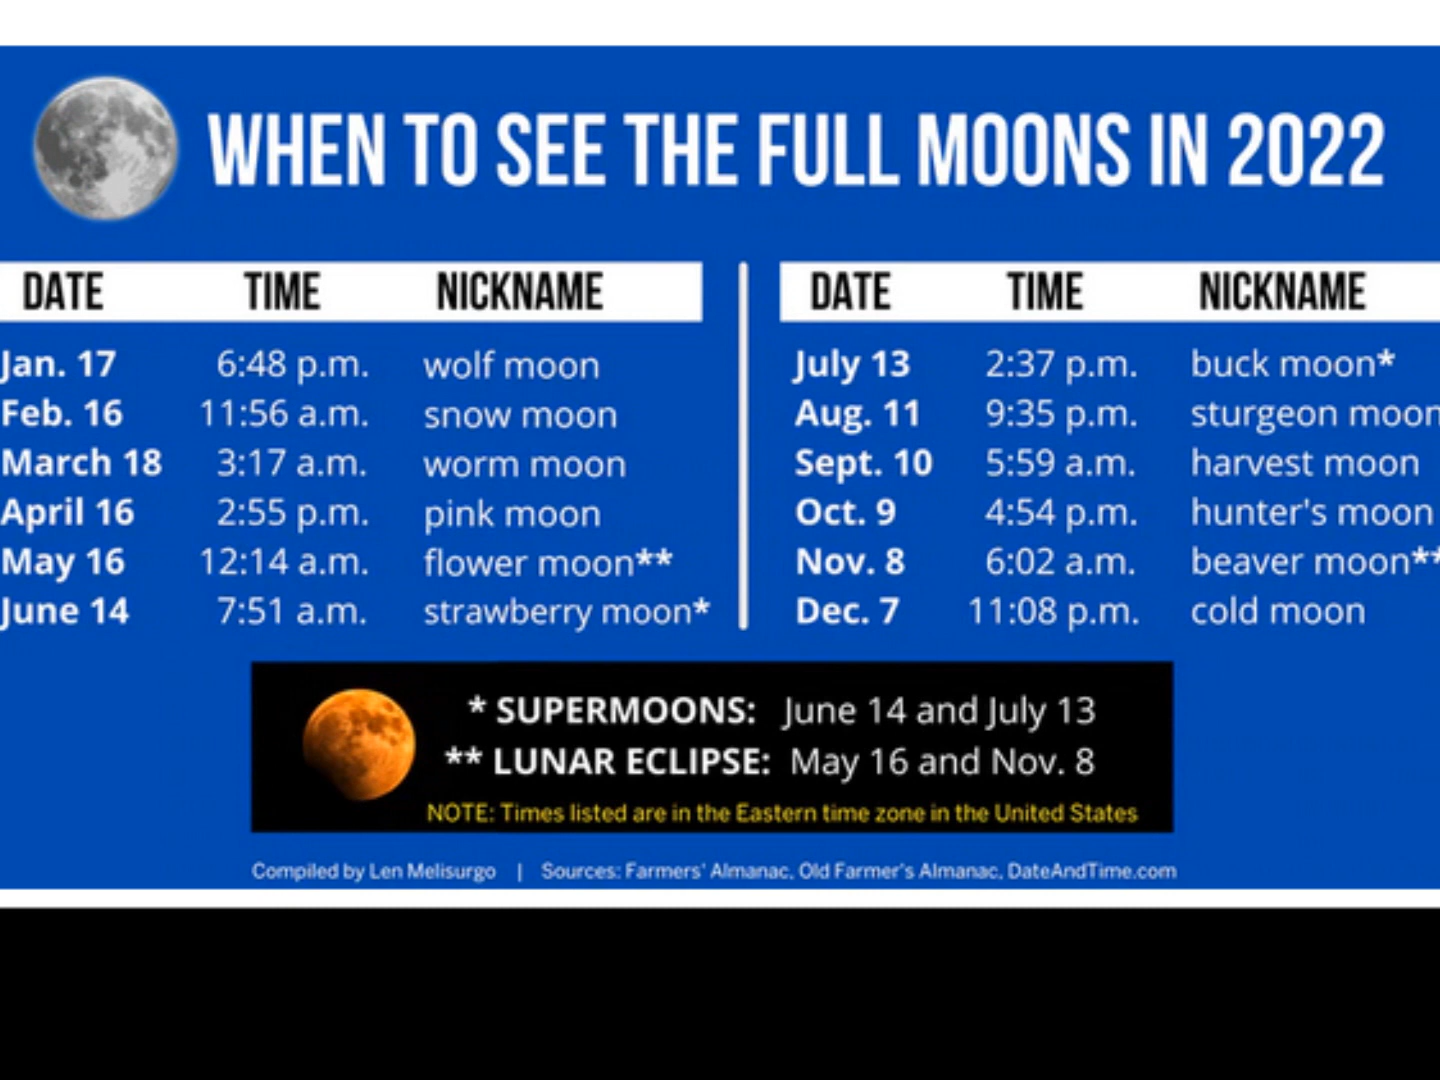 WHEN TO SEE THE FULL MOONS IN 2022
DATE TIME NICKNAME
Jan. 17 6:48 p.m. wolf moon
Feb. 16 11:56 a.m. snow moon
March 18 3:17 a.m. worm moon
April 16 2:55 p.m. pink moon
May 16 12:14 a.m. flower moon**
June 14 7:51 a.m. strawberry moon*
DATE TIME NICKNAME
July 13 2:37 p.m. buck moon*
Aug. 11 9:35 p.m. sturgeon moon
Sept. 10 5:59 a.m. harvest moon
Oct. 9 4:54 p.m. hunter's moon
Nov. 8 6:02 a.m. beaver moon**
Dec. 7 11:08 p.m. cold moon
* SUPERMOONS: June 14 and July 13
** LUNAR ECLIPSE: May 16 and Nov. 8
NOTE: Times listed are in the Eastern time zone in the United States
Compiled by Len Melisurgo | Sources: Farmers' Almanac, Old Farmer's Almanac, DateAndTime.com